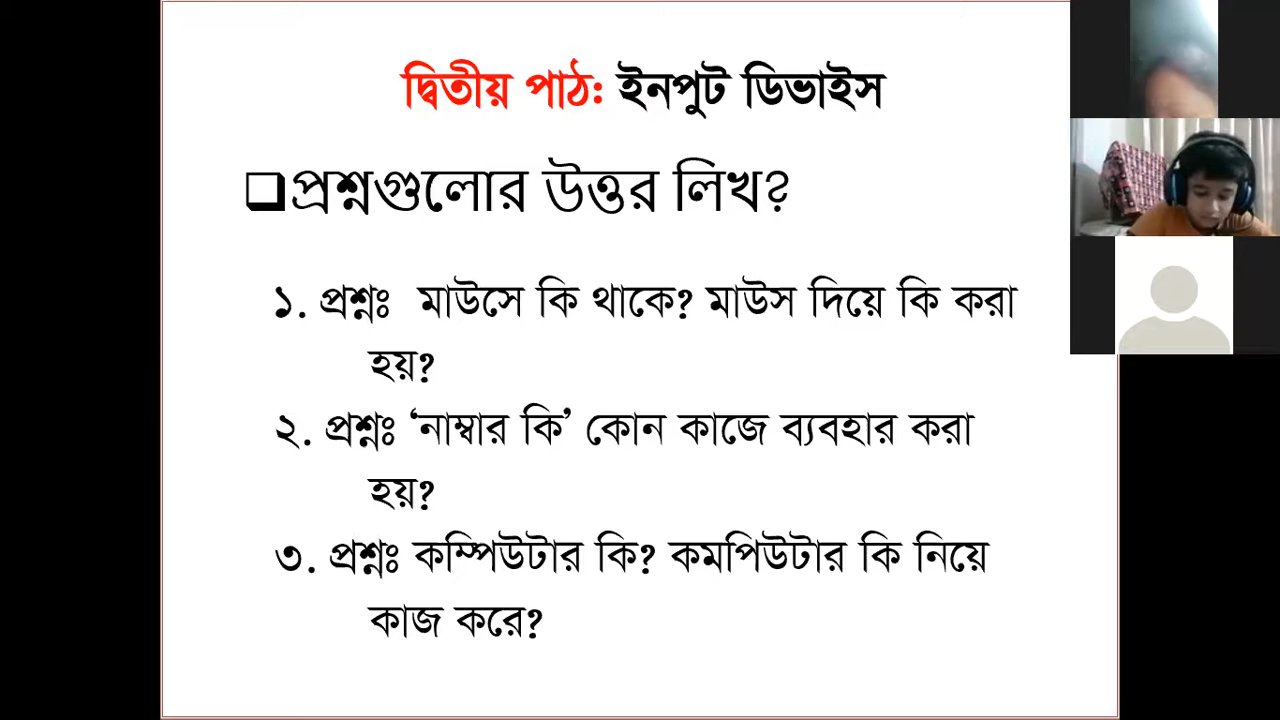 দ্বিতীয় পাঠ: ইনপুট ডিভাইস
প্রশ্নগুলোর উত্তর লিখ?
১. প্রশ্নঃ মাউসে কি থাকে? মাউস দিয়ে কি করা
হয়?
২. প্রশ্নঃ ‘নাম্বার কি’ কোন কাজে ব্যবহার করা
হয়?
৩. প্রশ্নঃ কম্পিউটার কি? কমপিউটার কি নিয়ে
কাজ করে?